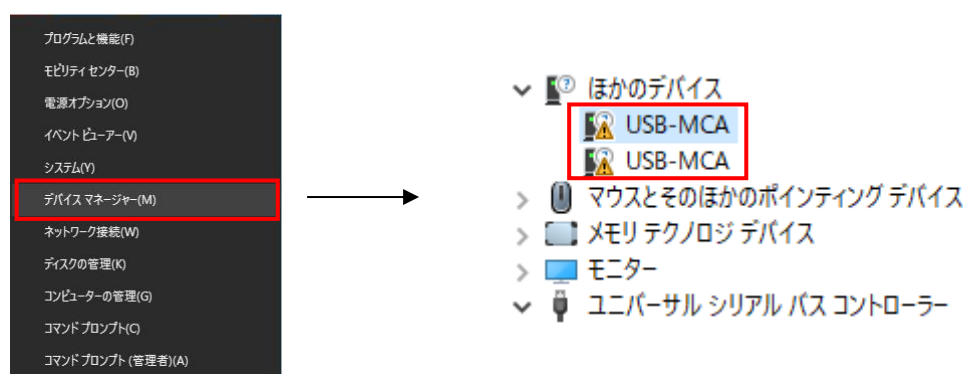 プログラムと機能(F)
モビリティ センター(B)
電源オプション(O)
イベント ビューアー(V)
システム(Y)
デバイス マネージャー(M)
ネットワーク接続(W)
ディスクの管理(K)
コンピューターの管理(G)
コマンド プロンプト(C)
コマンド プロンプト (管理者)(A)
ほかのデバイス
USB-MCA
USB-MCA
マウスとそのほかのポインティング デバイス
メモリ テクノロジ デバイス
モニター
ユニバーサル シリアル バス コントローラー